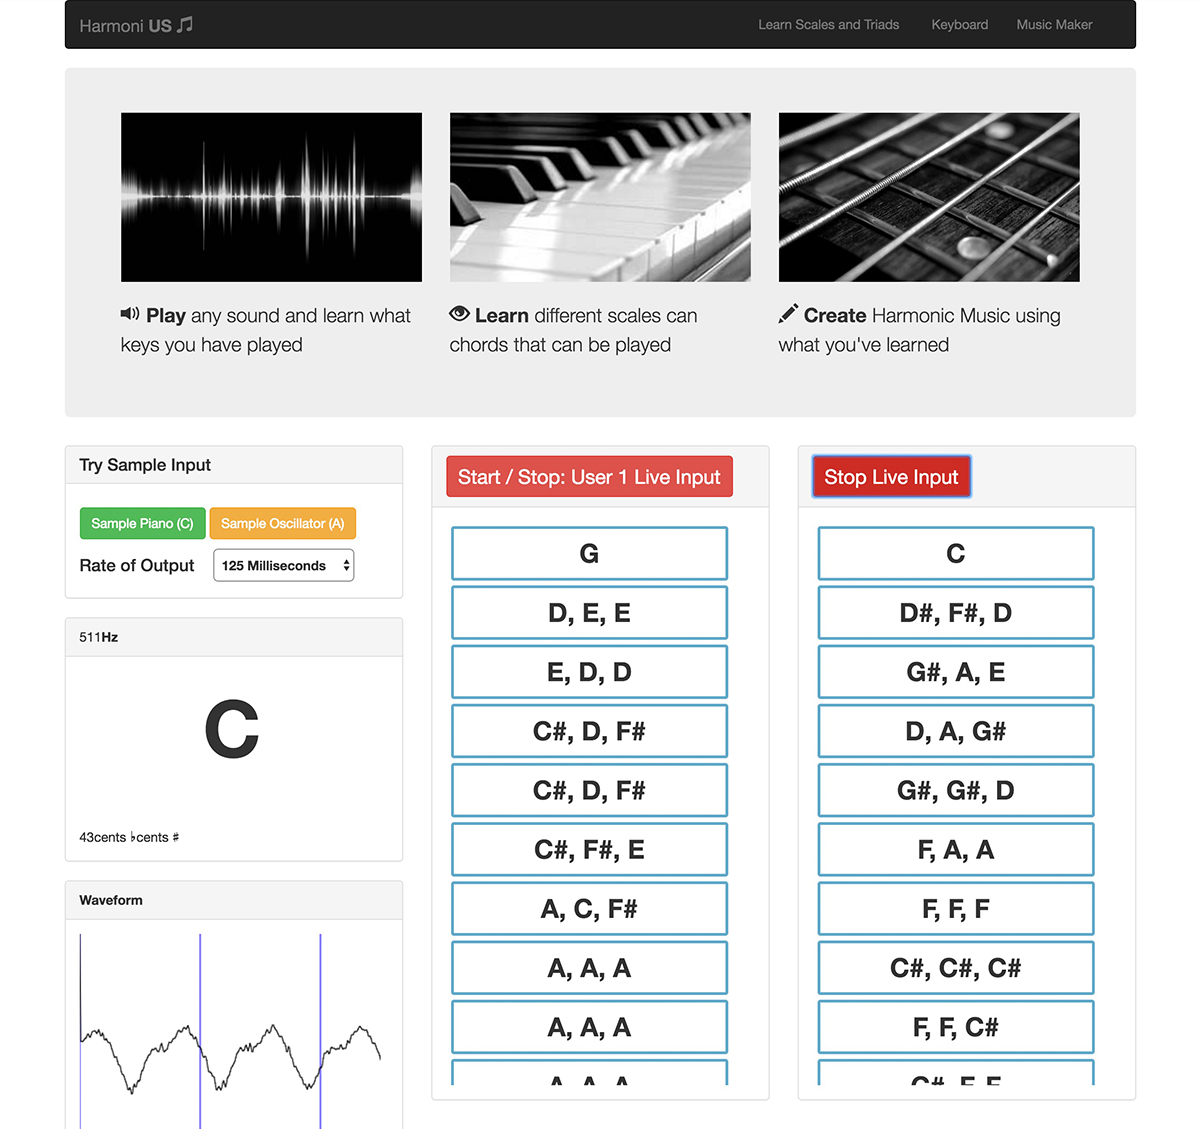 Harmoni US
Learn Scales and Triads
Keyboard
Music Maker
Play any sound and learn what
keys you have played
Learn different scales can
chords that can be played
Create Harmonic Music using
what you've learned
Try Sample Input
Sample Piano (C)
Sample Oscillator (A)
Rate of Output
125 Milliseconds
511Hz
C
43cents ♭cents ♯
Waveform
Start / Stop: User 1 Live Input
G
D, E, E
E, D, D
C#, D, F#
C#, D, F#
C#, F#, E
A, C, F#
A, A, A
A, A, A
A, A, A
Stop Live Input
C
D#, F#, D
G#, A, E
D, A, G#
G#, G#, D
F, A, A
F, F, F
C#, C#, C#
F, F, C#